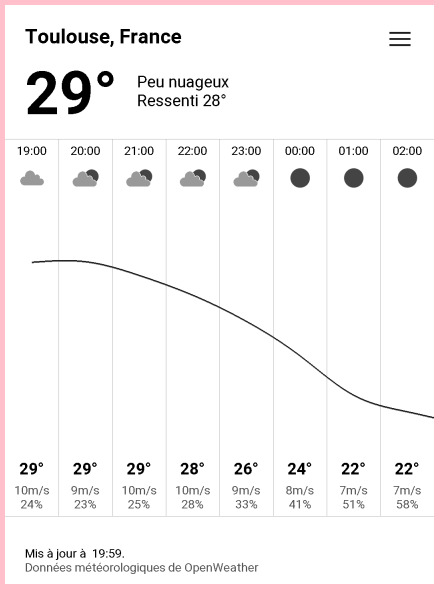 Toulouse, France
29°
Peu nuageux
Ressenti 28°
19:00 20:00 21:00 22:00 23:00 00:00 01:00 02:00
29° 29° 29° 28° 26° 24° 22° 22°
10m/s 9m/s 10m/s 10m/s 9m/s 8m/s 7m/s 7m/s
24% 23% 25% 28% 33% 41% 51% 58%
Mis à jour à 19:59.
Données météorologiques de OpenWeather